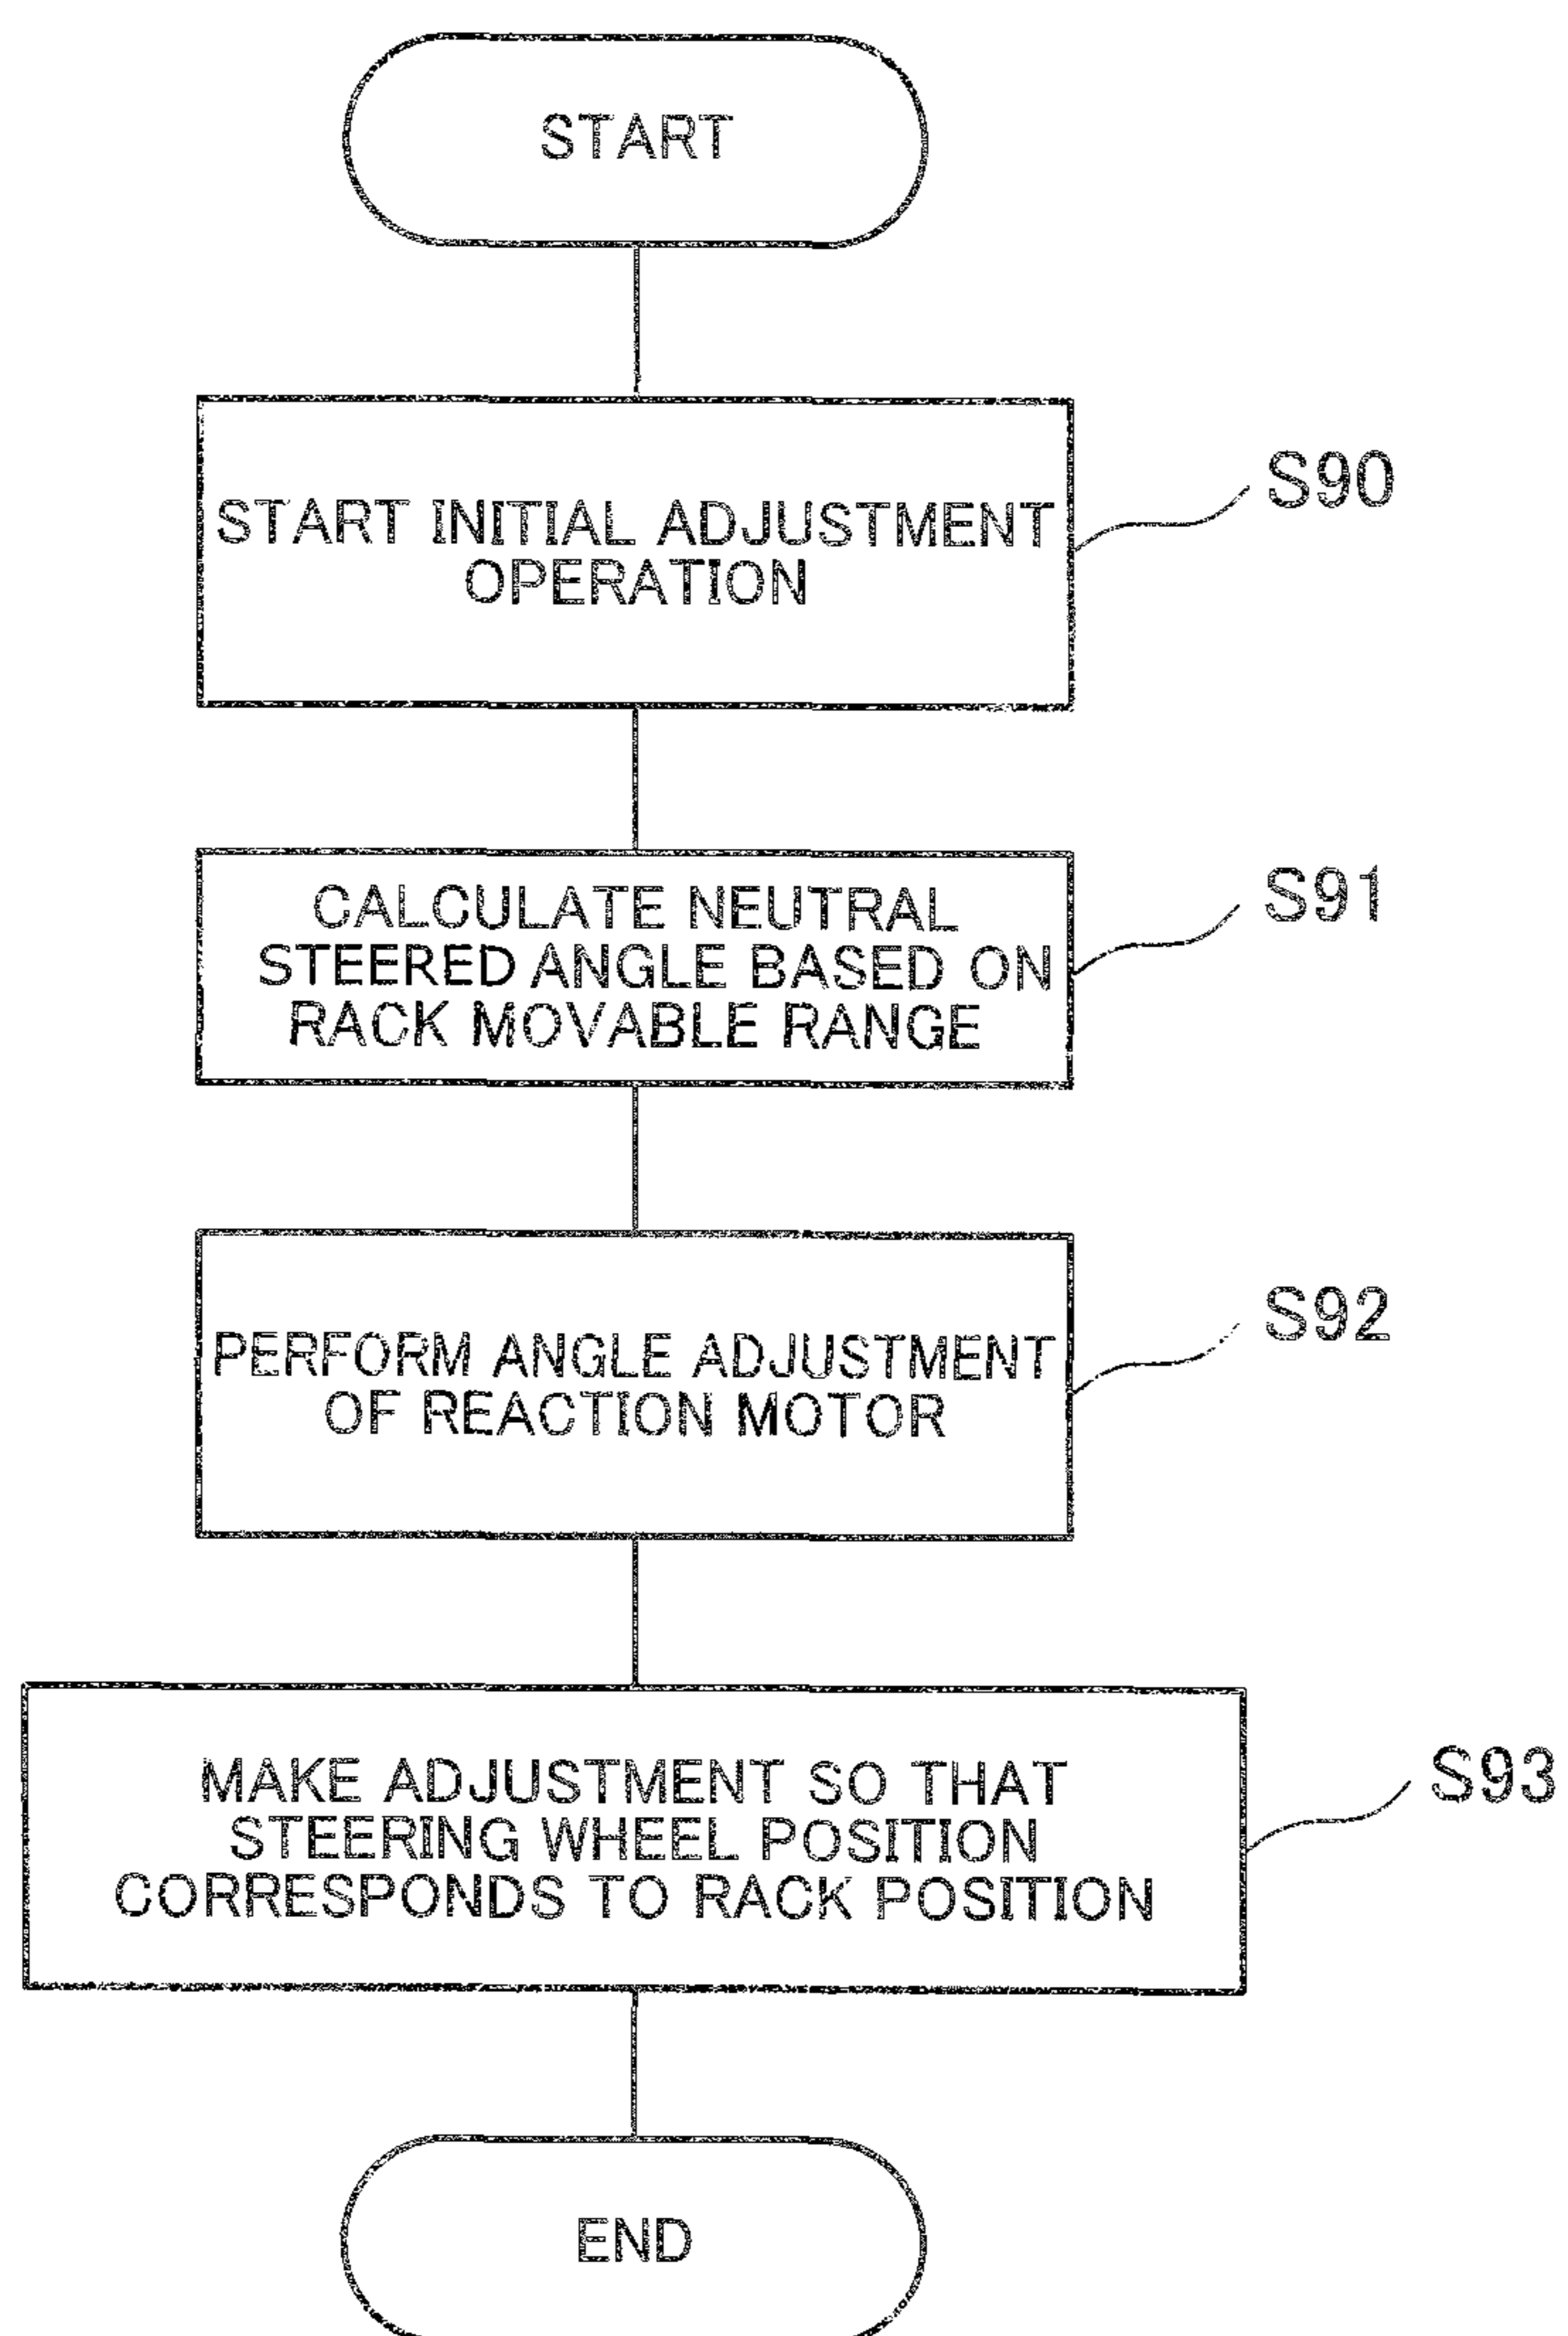 START
START INITIAL ADJUSTMENT
OPERATION
S90
CALCULATE NEUTRAL
STEERED ANGLE BASED ON
RACK MOVABLE RANGE
S91
PERFORM ANGLE ADJUSTMENT
OF REACTION MOTOR
S92
MAKE ADJUSTMENT SO THAT
STEERING WHEEL POSITION
CORRESPONDS TO RACK POSITION
S93
END